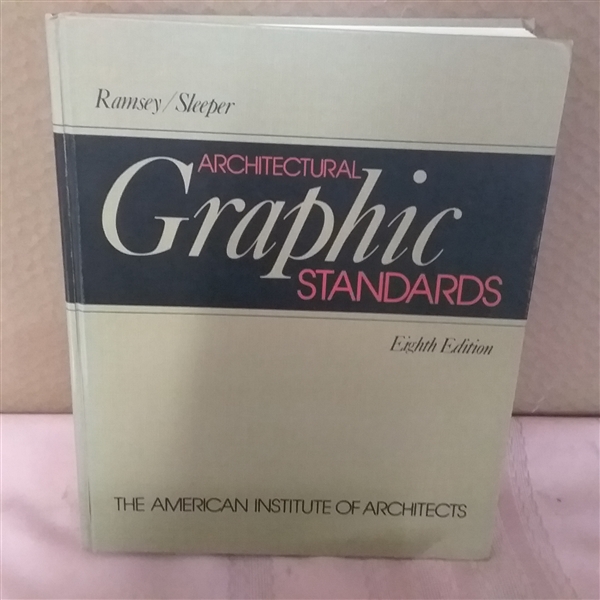 Ramsey/Sleeper
ARCHITECTURAL
Graphic
STANDARDS
Eighth Edition
THE AMERICAN INSTITUTE OF ARCHITECTS